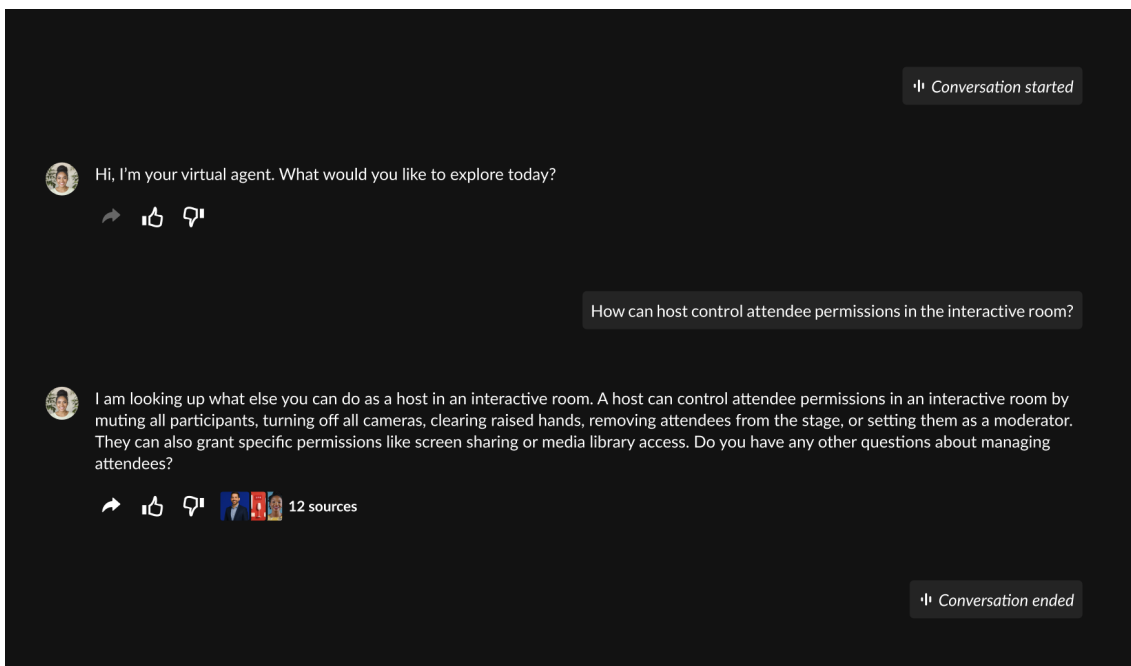 Conversation started
Hi, I'm your virtual agent. What would you like to explore today?
How can host control attendee permissions in the interactive room?
I am looking up what else you can do as a host in an interactive room. A host can control attendee permissions in an interactive room by
muting all participants, turning off all cameras, clearing raised hands, removing attendees from the stage, or setting them as a moderator.
They can also grant specific permissions like screen sharing or media library access. Do you have any other questions about managing
attendees?
12 sources
Conversation ended